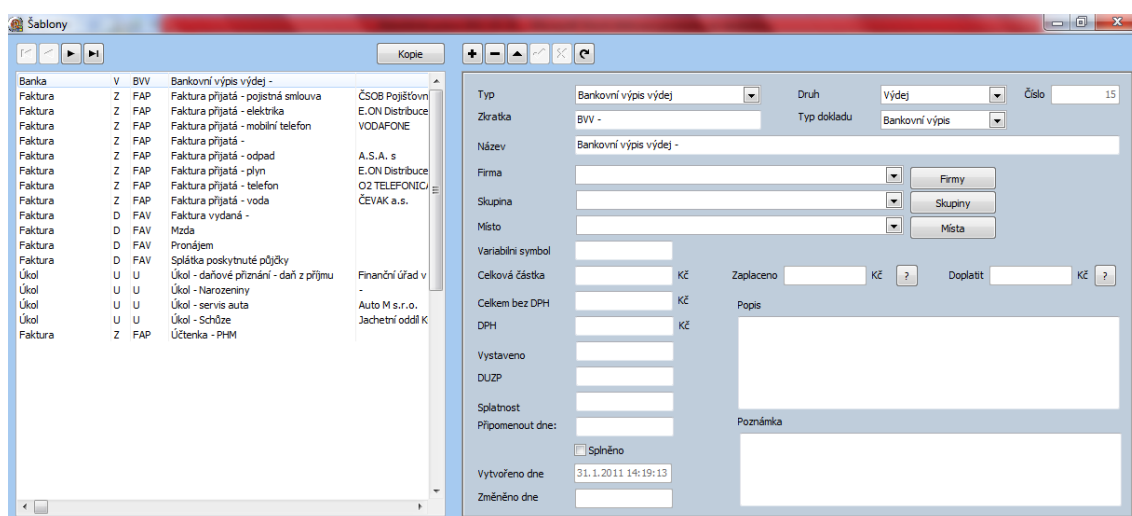 Šablony
Kopie
Banka V BVV Bankovní výpis výdej -
Faktura Z FAP Faktura přijatá - pojistná smlouva ČSOB Pojišťovn
Faktura Z FAP Faktura přijatá - elektrika E.ON Distribuce
Faktura Z FAP Faktura přijatá - mobilní telefon VODAFONE
Faktura Z FAP Faktura přijatá -
Faktura Z FAP Faktura přijatá - odpad A.S.A. s
Faktura Z FAP Faktura přijatá - plyn E.ON Distribuce
Faktura Z FAP Faktura přijatá - telefon O2 TELEFONICA
Faktura Z FAP Faktura přijatá - voda ČEVAK a.s.
Faktura D FAV Faktura vydaná -
Faktura D FAV Mzda
Faktura D FAV Pronájem
Faktura D FAV Splátka poskytnuté půjčky
Úkol U U Úkol - daňové přiznání - daň z příjmu Finanční úřad v
Úkol U U Úkol - Narozeniny -
Úkol U U Úkol - servis auta Auto M s.r.o.
Úkol U U Úkol - Schůze Jachetní oddíl K
Faktura Z FAP Účtenka - PHM
Typ Bankovní výpis výdej Druh Výdej Číslo 15
Zkratka BVV - Typ dokladu Bankovní výpis
Název Bankovní výpis výdej -
Firma Firmy
Skupina Skupiny
Místo Místa
Variabilni symbol
Celková částka Kč Zaplaceno Kč ? Doplatit Kč ?
Celkem bez DPH Kč Popis
DPH Kč
Vystaveno
DUZP
Splatnost
Připomenout dne: Poznámka
Splněno
Vytvořeno dne 31.1.2011 14:19:13
Změněno dne